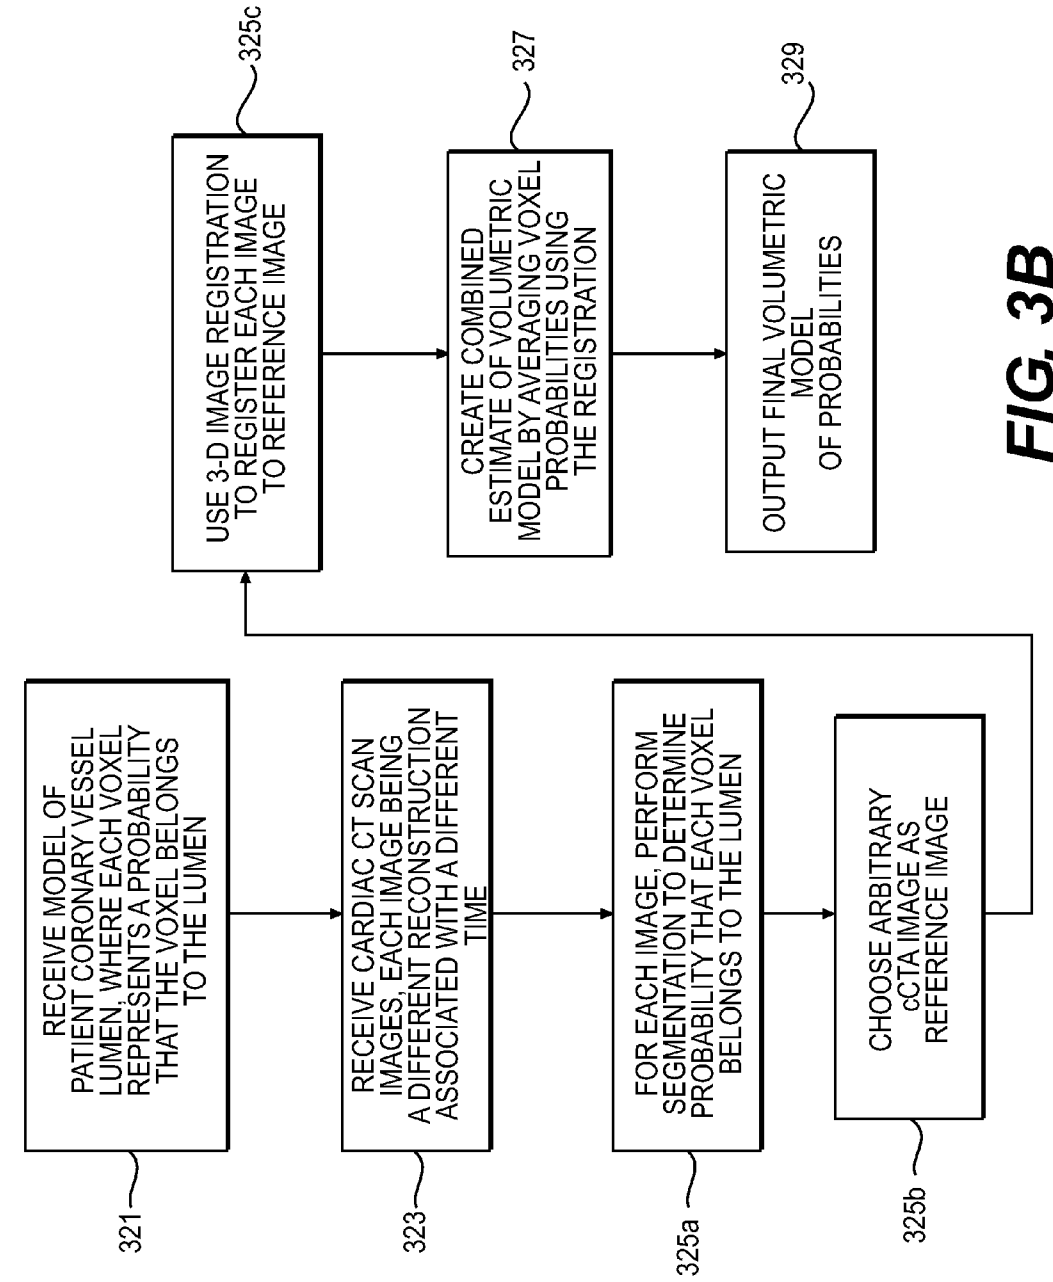 RECEIVE MODEL OF
PATIENT CORONARY VESSEL
LUMEN, WHERE EACH VOXEL
REPRESENTS A PROBABILITY
THAT THE VOXEL BELONGS
TO THE LUMEN
321
RECEIVE CARDIAC CT SCAN
IMAGES, EACH IMAGE BEING
A DIFFERENT RECONSTRUCTION
ASSOCIATED WITH A DIFFERENT
TIME
323
FOR EACH IMAGE, PERFORM
SEGMENTATION TO DETERMINE
PROBABILITY THAT EACH VOXEL
BELONGS TO THE LUMEN
325a
CHOOSE ARBITRARY
cCTA IMAGE AS
REFERENCE IMAGE
325b
USE 3-D IMAGE REGISTRATION
TO REGISTER EACH IMAGE
TO REFERENCE IMAGE
325c
CREATE COMBINED
ESTIMATE OF VOLUMETRIC
MODEL BY AVERAGING VOXEL
PROBABILITIES USING
THE REGISTRATION
327
OUTPUT FINAL VOLUMETRIC
MODEL
OF PROBABILITIES
329
FIG. 3B